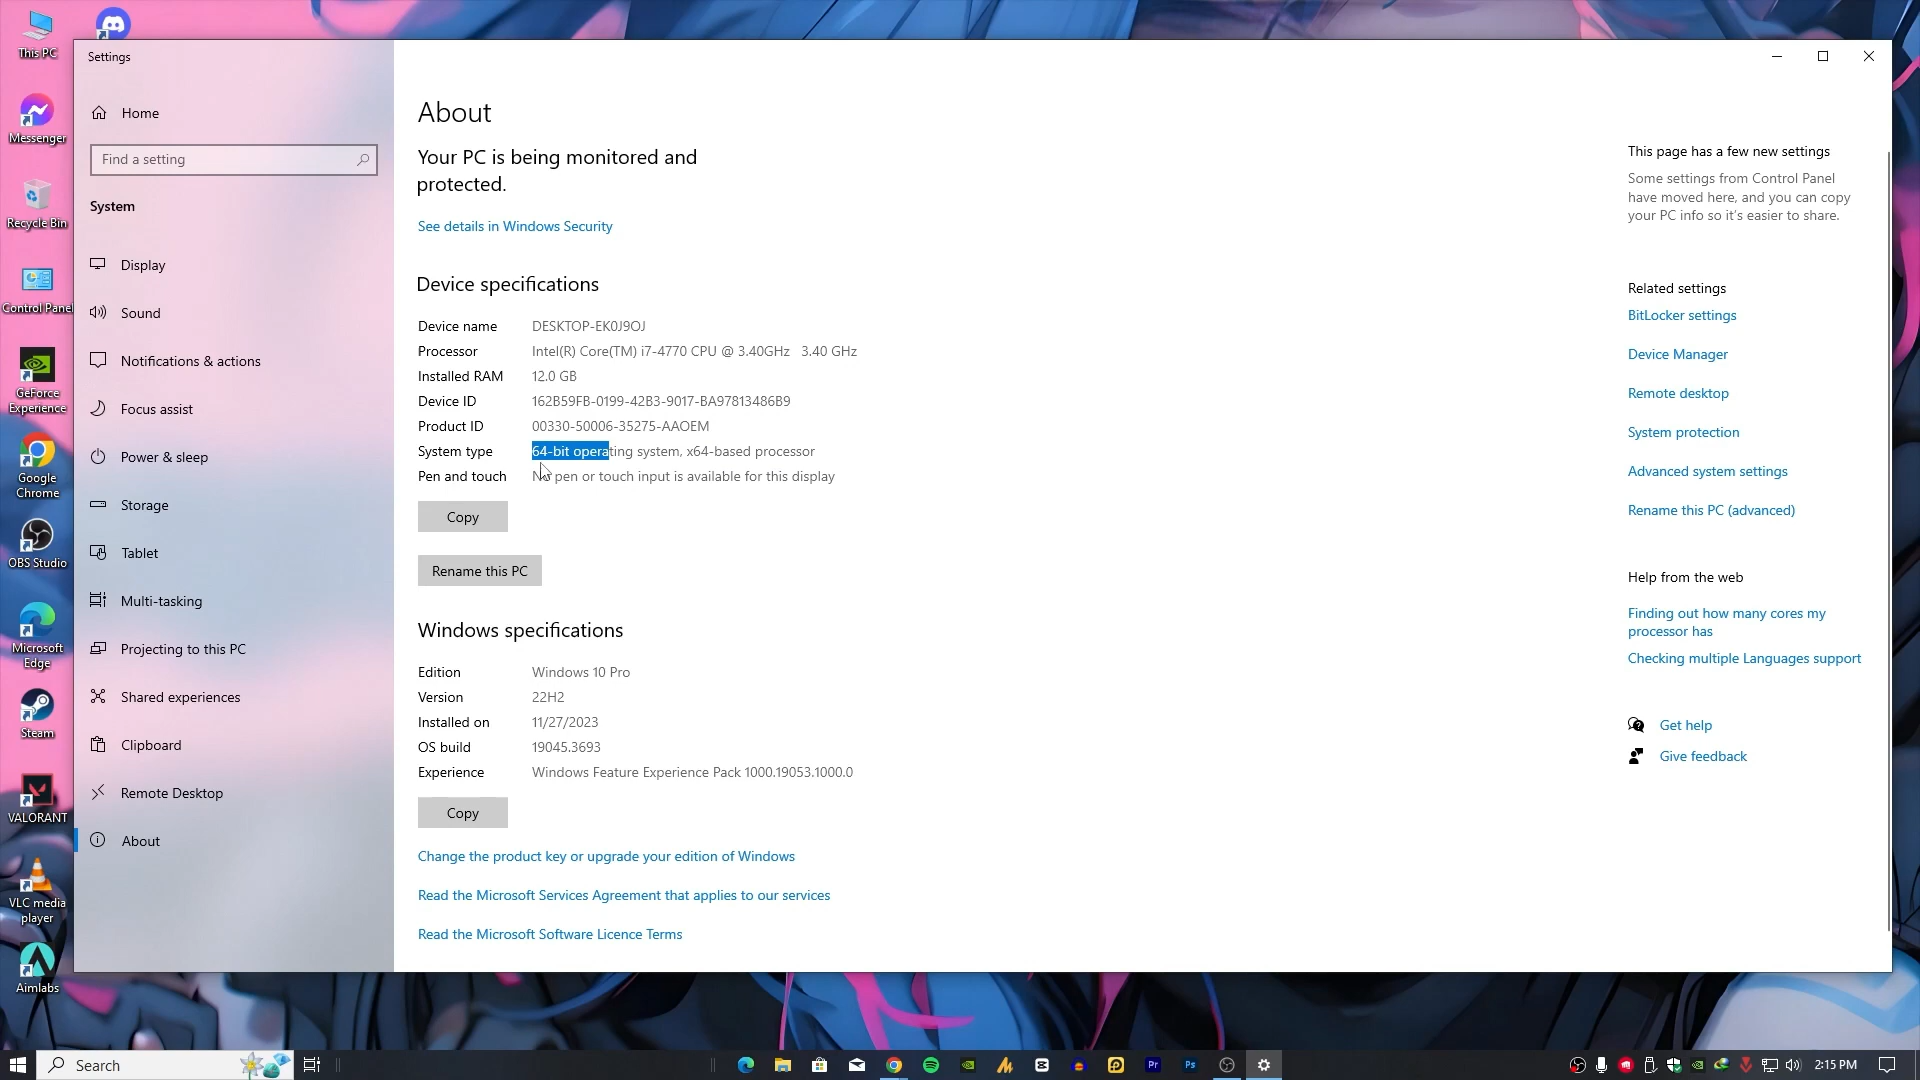 This PC
Messenger
Recycle Bin
Control Panel
GeForce
Experience
Google
Chrome
OBS Studio
Microsoft
Edge
Steam
VALORANT
VLC media
player
Aimlabs
Settings
Home
Find a setting
System
Display
Sound
Notifications & actions
Focus assist
Power & sleep
Storage
Tablet
Multi-tasking
Projecting to this PC
Shared experiences
Clipboard
Remote Desktop
About
About
Your PC is being monitored and
protected.
See details in Windows Security
Device specifications
Device name DESKTOP-EK0J9OJ
Processor Intel(R) Core(TM) i7-4770 CPU @ 3.40GHz 3.40 GHz
Installed RAM 12.0 GB
Device ID 162B59FB-0199-42B3-9017-BA97813486B9
Product ID 00330-50006-35275-AAOEM
System type 64-bit operating system, x64-based processor
Pen and touch No pen or touch input is available for this display
Copy
Rename this PC
Windows specifications
Edition Windows 10 Pro
Version 22H2
Installed on 11/27/2023
OS build 19045.3693
Experience Windows Feature Experience Pack 1000.19053.1000.0
Copy
Change the product key or upgrade your edition of Windows
Read the Microsoft Services Agreement that applies to our services
Read the Microsoft Software Licence Terms
This page has a few new settings
Some settings from Control Panel
have moved here, and you can copy
your PC info so it's easier to share.
Related settings
BitLocker settings
Device Manager
Remote desktop
System protection
Advanced system settings
Rename this PC (advanced)
Help from the web
Finding out how many cores my
processor has
Checking multiple Languages support
Get help
Give feedback
Search
Pr
Ps
2:15 PM